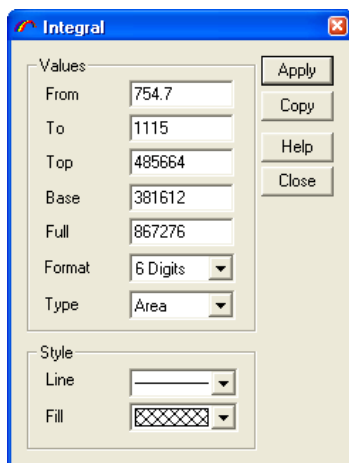 Integral
Values
From 754.7
To 1115
Top 485664
Base 381612
Full 867276
Format 6 Digits
Type Area
Style
Line
Fill
Apply
Copy
Help
Close